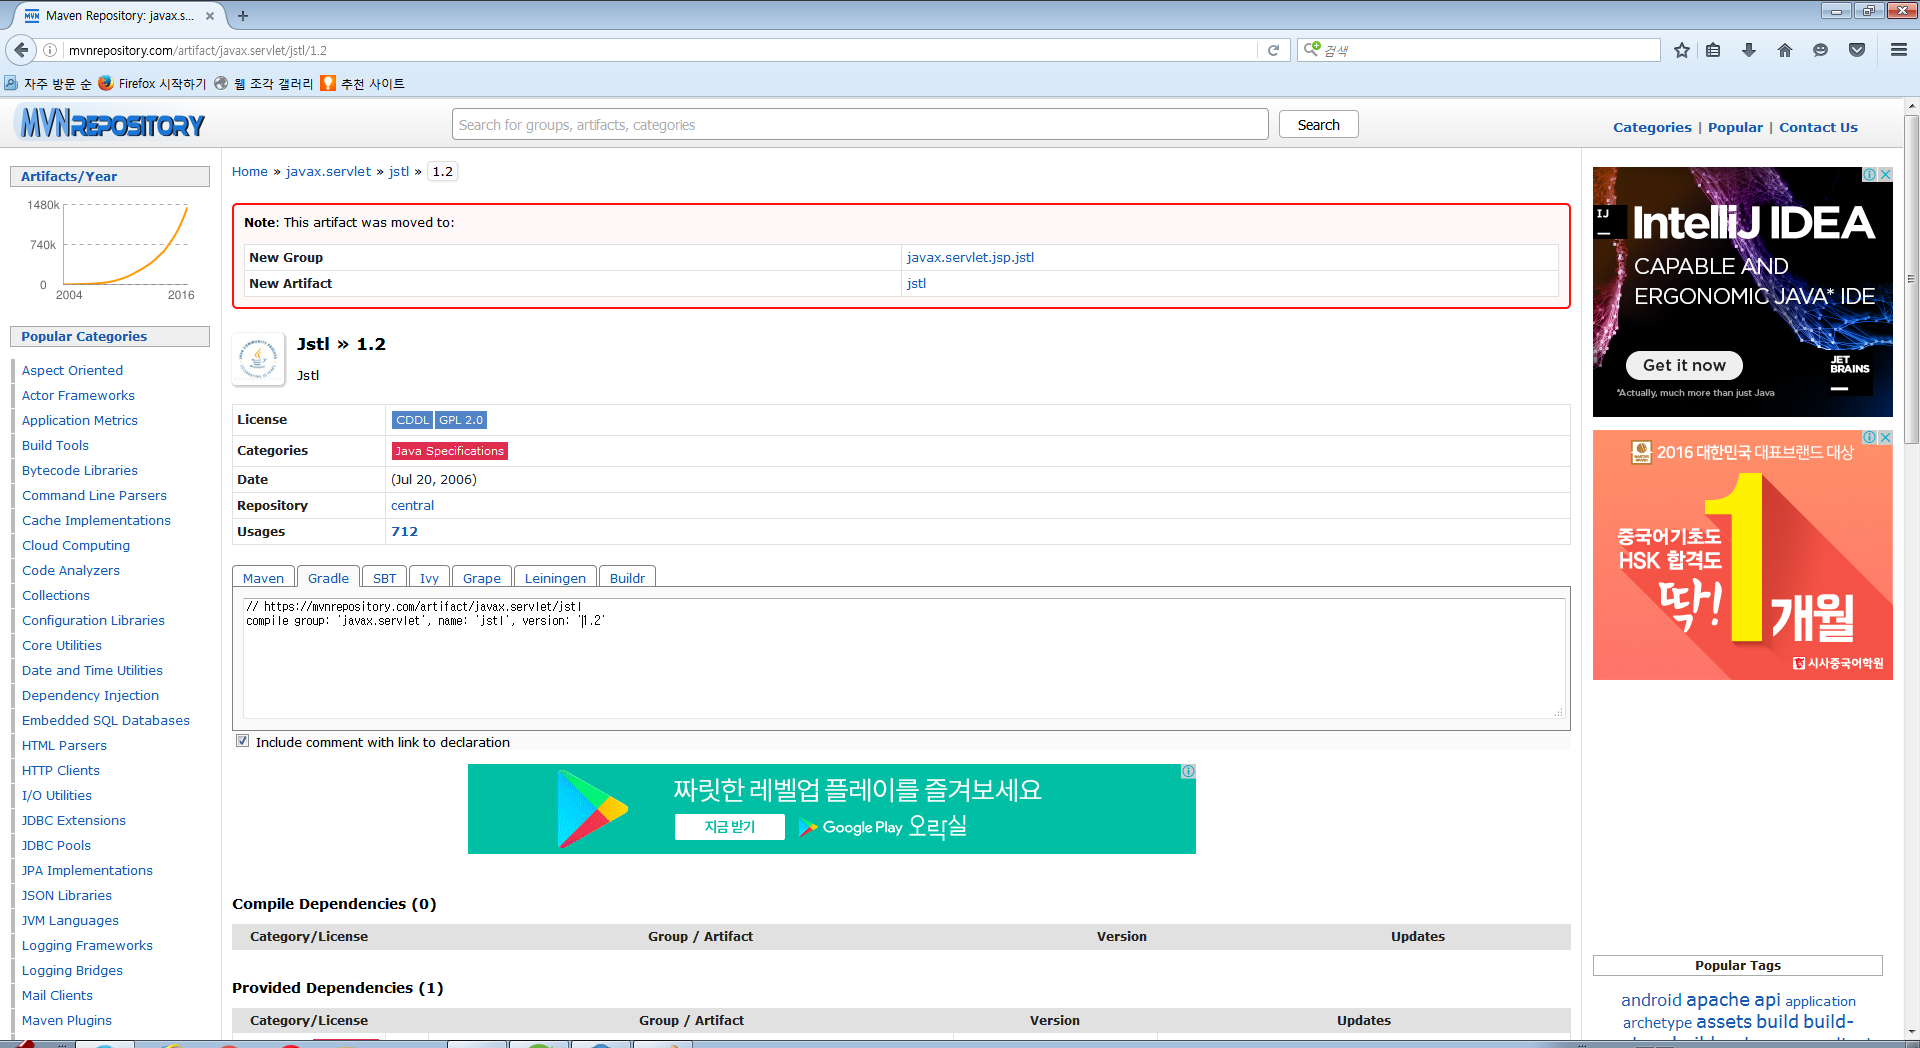 Maven Repository: javax.s...
mvnrepository.com/artifact/javax.servlet/jstl/1.2
검색
자주 방문 순
Firefox 시작하기
웹 조각 갤러리
추천 사이트
MVNREPOSITORY
Search for groups, artifacts, categories
Search
Categories | Popular | Contact Us
Artifacts/Year
1480k
740k
0
2004
2016
Popular Categories
Aspect Oriented
Actor Frameworks
Application Metrics
Build Tools
Bytecode Libraries
Command Line Parsers
Cache Implementations
Cloud Computing
Code Analyzers
Collections
Configuration Libraries
Core Utilities
Date and Time Utilities
Dependency Injection
Embedded SQL Databases
HTML Parsers
HTTP Clients
I/O Utilities
JDBC Extensions
JDBC Pools
JPA Implementations
JSON Libraries
JVM Languages
Logging Frameworks
Logging Bridges
Mail Clients
Maven Plugins
Home » javax.servlet » jstl » 1.2
Note: This artifact was moved to:
New Group javax.servlet.jsp.jstl
New Artifact jstl
Jstl » 1.2
Jstl
License CDDL GPL 2.0
Categories Java Specifications
Date (Jul 20, 2006)
Repository central
Usages 712
Maven Gradle SBT Ivy Grape Leiningen Buildr
// https://mvnrepository.com/artifact/javax.servlet/jstl
compile group: 'javax.servlet', name: 'jstl', version: '1.2'
Include comment with link to declaration
짜릿한 레벨업 플레이를 즐겨보세요
지금 받기
Google Play 오락실
Compile Dependencies (0)
Category/License Group / Artifact Version Updates
Provided Dependencies (1)
Category/License Group / Artifact Version Updates
IJ
IntelliJ IDEA
CAPABLE AND
ERGONOMIC JAVA* IDE
Get it now
JET
BRAINS
*Actually, much more than just Java
2016 대한민국 대표브랜드 대상
중국어기초도
HSK 합격도
딱! 1개월
시사중국어학원
Popular Tags
android apache api application
archetype assets build build-